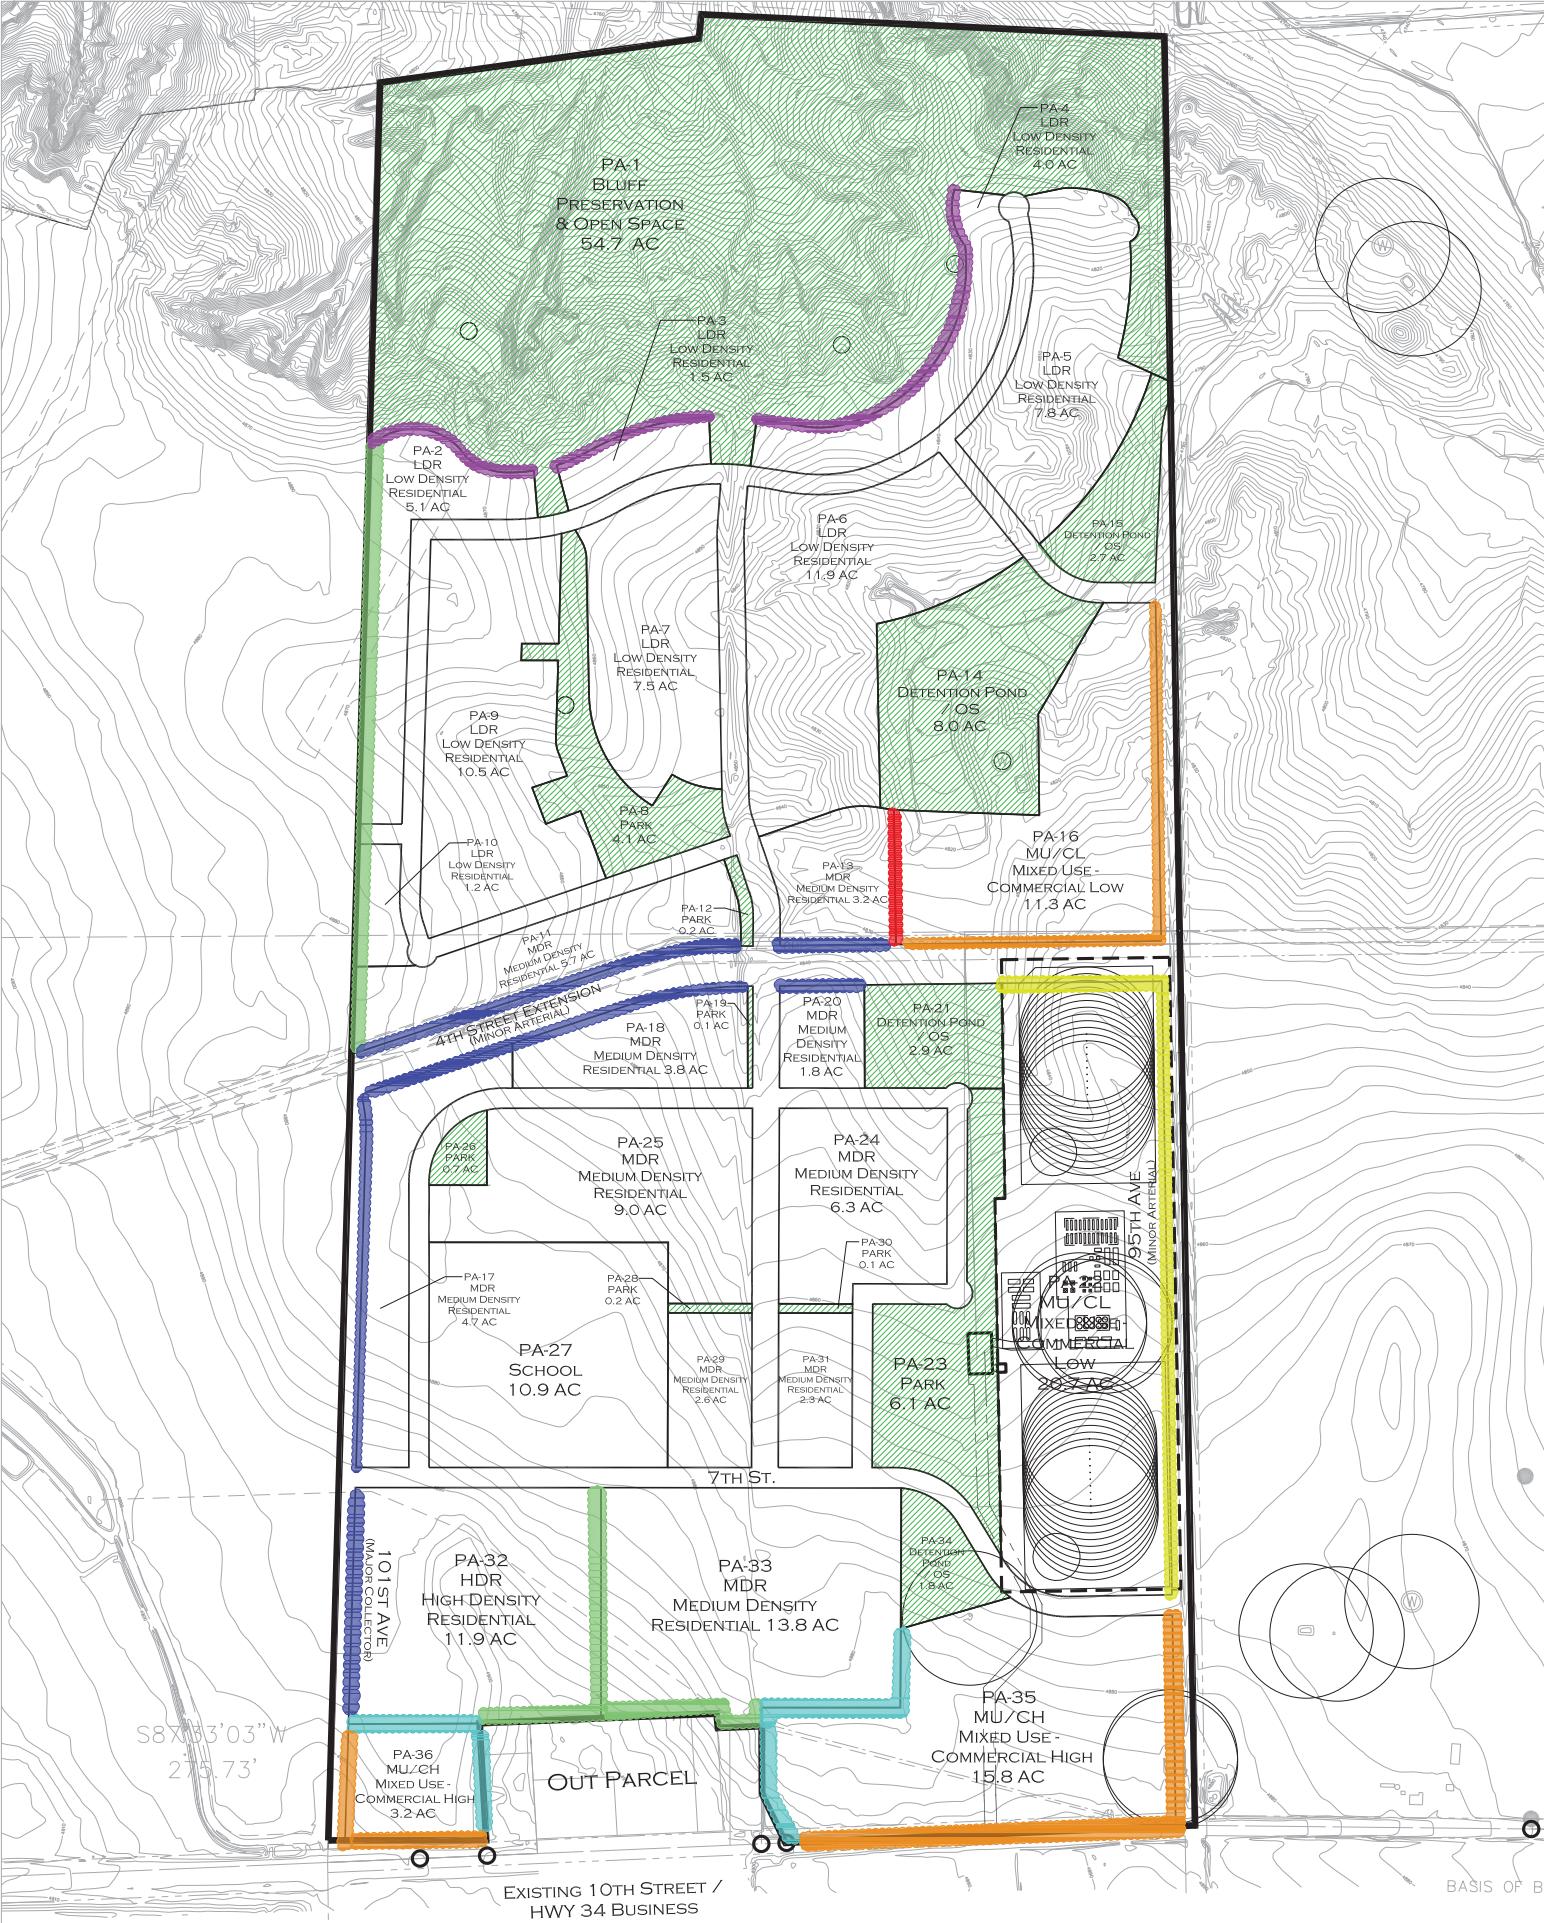 PA-4
LDR
Low Density
Residential
4.0 AC
PA-1
Bluff
Preservation
& Open Space
54.7 AC
PA-3
LDR
Low Density
Residential
1.5 AC
PA-5
LDR
Low Density
Residential
7.8 AC
PA-2
LDR
Low Density
Residential
5.1 AC
PA-6
LDR
Low Density
Residential
11.9 AC
PA-15
Detention Pond
OS
2.7 AC
PA-7
LDR
Low Density
Residential
7.5 AC
PA-14
Detention Pond
/ OS
8.0 AC
PA-9
LDR
Low Density
Residential
10.5 AC
PA-8
Park
4.1 AC
PA-10
LDR
Low Density
Residential
1.2 AC
PA-16
MU/CL
Mixed Use -
Commercial Low
11.3 AC
PA-13
MDR
Medium Density
Residential 3.2 AC
PA-12
PARK
0.2 AC
PA-11
MDR
Medium Density
Residential 5.7 AC
4th Street Extension
(Minor Arterial)
PA-19
PARK
0.1 AC
PA-18
MDR
Medium Density
Residential 3.8 AC
PA-20
MDR
Medium
Density
Residential
1.8 AC
PA-21
Detention Pond
OS
2.9 AC
PA-26
PARK
0.7 AC
PA-25
MDR
Medium Density
Residential
9.0 AC
PA-24
MDR
Medium Density
Residential
6.3 AC
95th Ave
(Minor Arterial)
PA-30
PARK
0.1 AC
PA-17
MDR
Medium Density
Residential
4.7 AC
PA-28
PARK
0.2 AC
PA-22
MU/CL
Mixed Use -
Commercial
Low
20.7 AC
PA-27
School
10.9 AC
PA-29
MDR
Medium Density
Residential
2.6 AC
PA-31
MDR
Medium Density
Residential
2.3 AC
PA-23
Park
6.1 AC
7th St.
101st Ave
(Major Collector)
PA-32
HDR
High Density
Residential
11.9 AC
PA-33
MDR
Medium Density
Residential 13.8 AC
PA-34
Detention
Pond
/ OS
1.8 AC
PA-35
MU/CH
Mixed Use -
Commercial High
15.8 AC
S87°33'03"W
275.73'
PA-36
MU/CH
Mixed Use -
Commercial High
3.2 AC
Out Parcel
Existing 10th Street /
HWY 34 Business
BASIS OF B